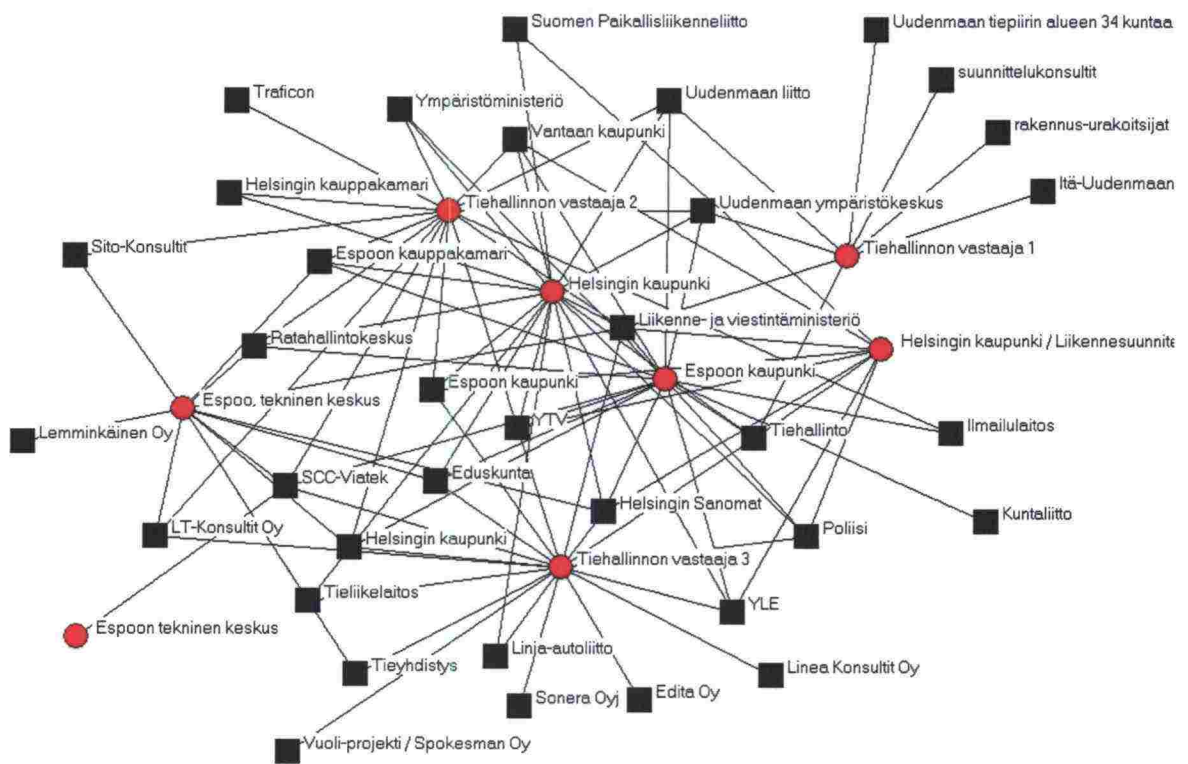 Suomen Paikallisliikenneliitto
Uudenmaan tiepiirin alueen 34 kuntaa
suunnittelukonsultit
Traficon
Ympäristöministeriö
Uudenmaan liitto
rakennus-urakoitsijat
Vantaan kaupunki
Helsingin kauppakamari
Itä-Uudenmaan
Tiehallinnon vastaaja 2
Uudenmaan ympäristökeskus
Sito-Konsultit
Espoon kauppakamari
Tiehallinnon vastaaja 1
Helsingin kaupunki
Liikenne- ja viestintäministeriö
Ratahallintokeskus
Helsingin kaupunki / Liikennesuunnite
Espoon kaupunki
Espoon kaupunki
Espoo, tekninen keskus
YTV
Tiehallinto
Ilmailulaitos
Lemminkäinen Oy
SCC-Viatek
Eduskunta
Helsingin Sanomat
Kuntaliitto
LT-Konsultit Oy
Helsingin kaupunki
Poliisi
Tiehallinnon vastaaja 3
Tieliikelaitos
YLE
Espoon tekninen keskus
Linja-autoliitto
Tieyhdistys
Linea Konsultit Oy
Sonera Oyj
Edita Oy
Vuoli-projekti / Spokesman Oy